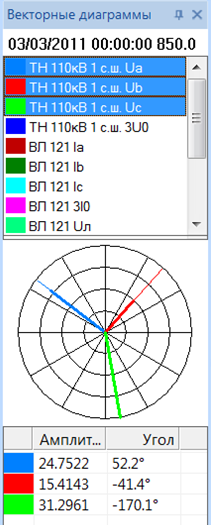 Векторные диаграммы
03/03/2011 00:00:00 850.0
ТН 110кВ 1 с.ш. Ua
ТН 110кВ 1 с.ш. Ub
ТН 110кВ 1 с.ш. Uc
ТН 110кВ 1 с.ш. 3U0
ВЛ 121 Ia
ВЛ 121 Ib
ВЛ 121 Ic
ВЛ 121 3I0
ВЛ 121 Uл
Амплит... Угол
24.7522 52.2°
15.4143 -41.4°
31.2961 -170.1°